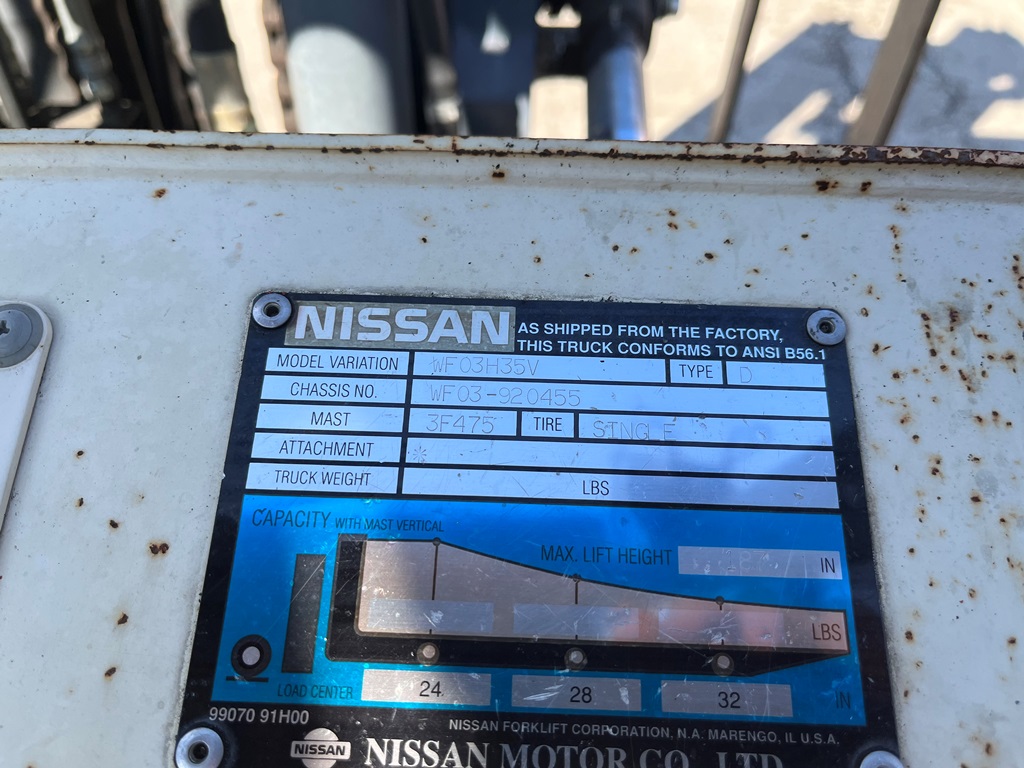 NISSAN
AS SHIPPED FROM THE FACTORY,
THIS TRUCK CONFORMS TO ANSI B56.1
MODEL VARIATION WF03H35V TYPE D
CHASSIS NO. WF03-920455
MAST 3F475 TIRE SINGLE
ATTACHMENT *
TRUCK WEIGHT LBS
CAPACITY WITH MAST VERTICAL
MAX. LIFT HEIGHT IN
LBS
LOAD CENTER 24 28 32 IN
99070 91H00
NISSAN FORKLIFT CORPORATION, N.A. MARENGO, IL U.S.A.
NISSAN NISSAN MOTOR CO., LTD.